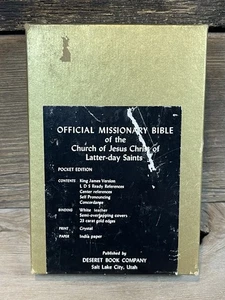 OFFICIAL MISSIONARY BIBLE
of the
Church of Jesus Christ of
Latter-day Saints
POCKET EDITION
CONTENTS King James Version
L D S Ready References
Center references
Self Pronouncing
Concordance
BINDING White leather
Semi-overlapping covers
23 carat gold edges
PRINT Crystal
PAPER India paper
Published by
DESERET BOOK COMPANY
Salt Lake City, Utah